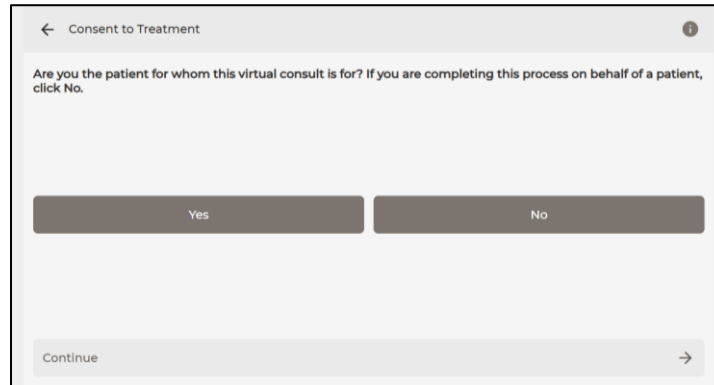 Consent to Treatment
Are you the patient for whom this virtual consult is for? If you are completing this process on behalf of a patient,
click No.
Yes
No
Continue